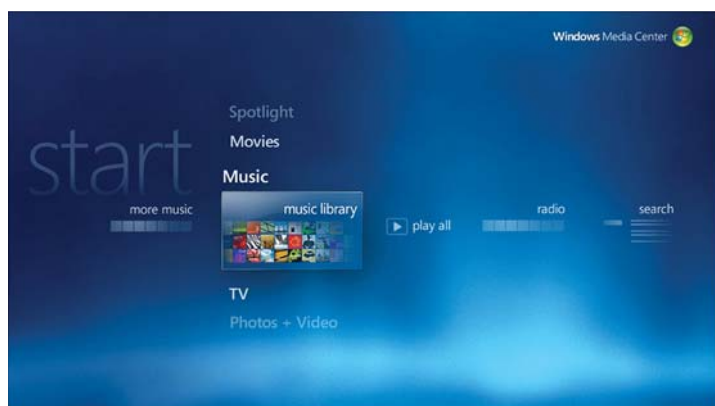 Windows Media Center
Spotlight
Movies
start
Music
more music
music library
play all
radio
search
TV
Photos + Video